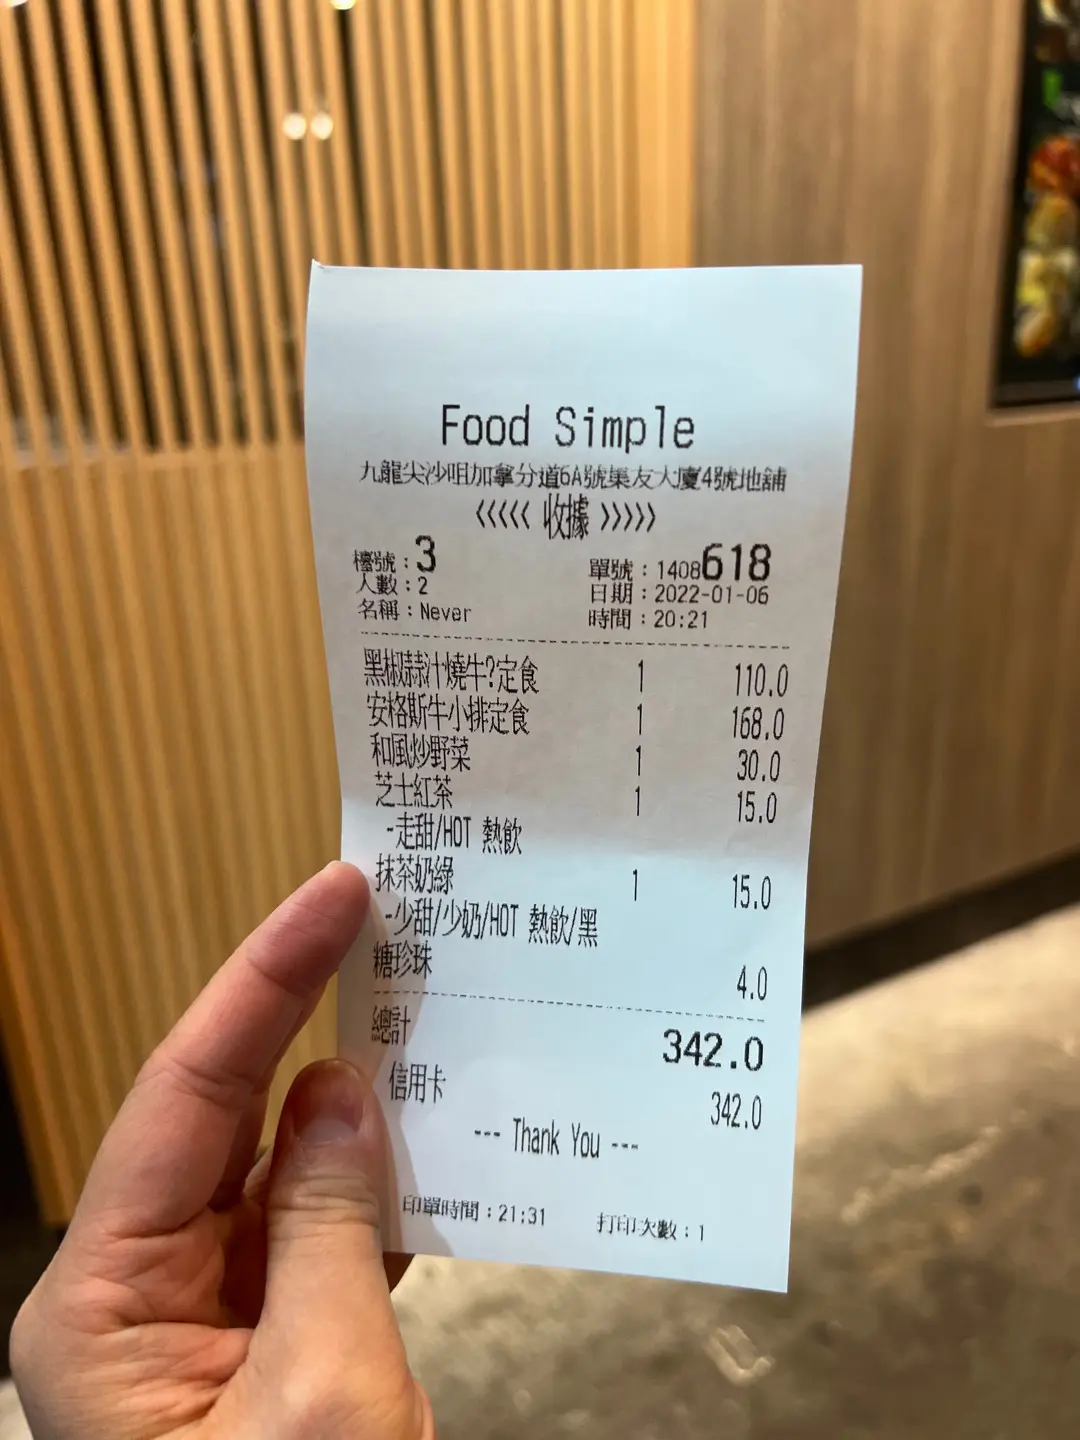 Food Simple
九龍尖沙咀加拿分道6A號集友大廈4號地舖
<<<<< 收據 >>>>>
檯號：3 單號：1408618
人數：2 日期：2022-01-06
名稱：Never 時間：20:21
黑椒蒜汁燒牛?定食 1 110.0
安格斯牛小排定食 1 168.0
和風炒野菜 1 30.0
芝士紅茶 1 15.0
-走甜/HOT 熱飲
抹茶奶綠 1 15.0
-少甜/少奶/HOT 熱飲/黑
糖珍珠 4.0
總計 342.0
信用卡 342.0
--- Thank You ---
印單時間：21:31 打印次數：1